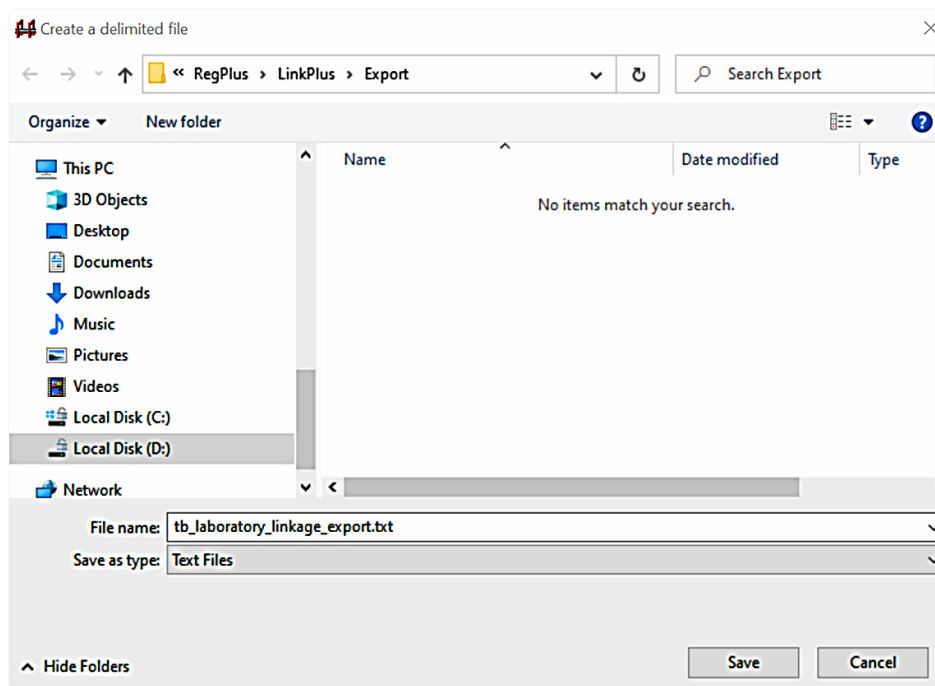 Create a delimited file
« RegPlus › LinkPlus › Export
Search Export
Organize
New folder
?
Name
Date modified
Type
This PC
3D Objects
Desktop
Documents
Downloads
Music
Pictures
Videos
Local Disk (C:)
Local Disk (D:)
Network
No items match your search.
File name: tb_laboratory_linkage_export.txt
Save as type: Text Files
Hide Folders
Save
Cancel